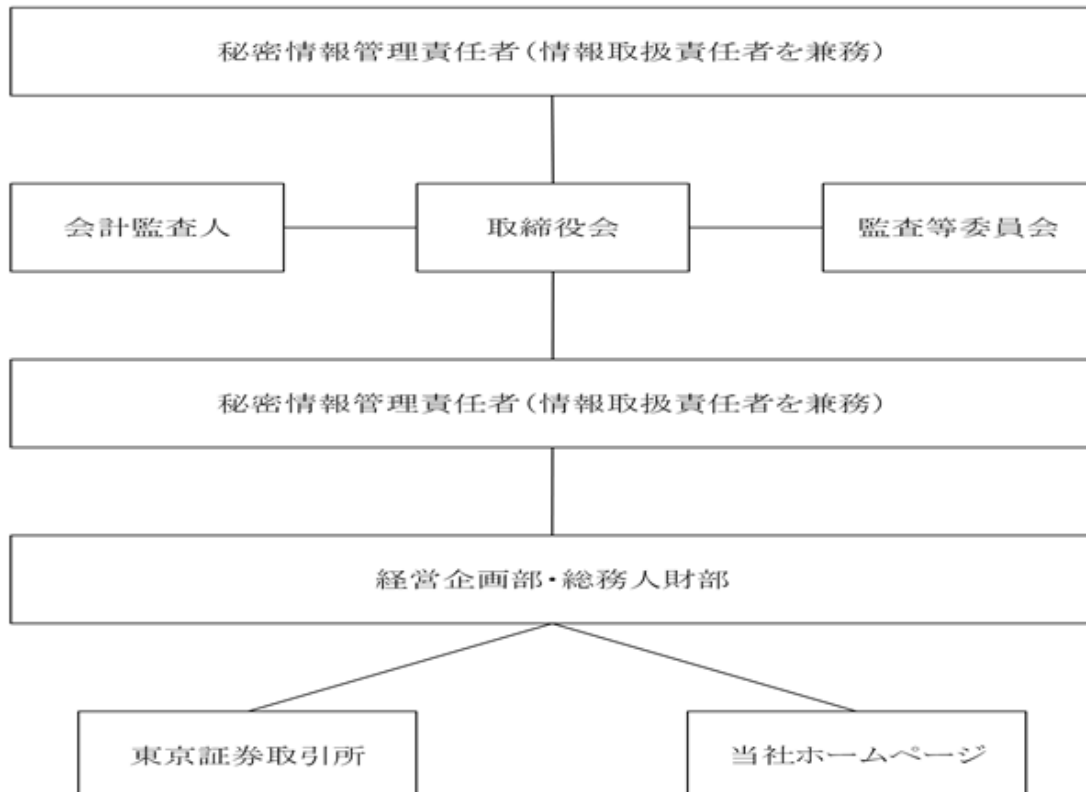 秘密情報管理責任者(情報取扱責任者を兼務)
会計監査人
取締役会
監査等委員会
秘密情報管理責任者(情報取扱責任者を兼務)
経営企画部・総務人財部
東京証券取引所
当社ホームページ